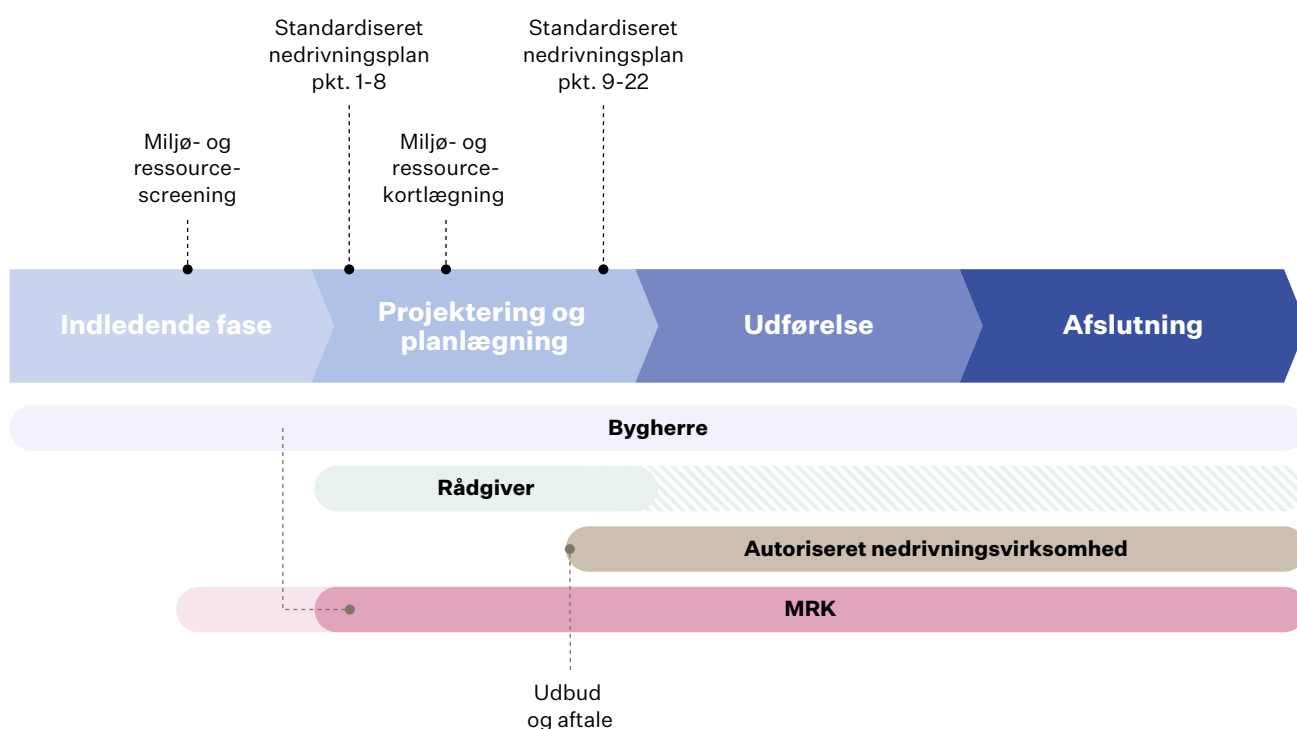 Standardiseret
nedrivningsplan
pkt. 1-8
Standardiseret
nedrivningsplan
pkt. 9-22
Miljø- og
ressource-
screening
Miljø- og
ressource-
kortlægning
Indledende fase
Projektering og
planlægning
Udførelse
Afslutning
Bygherre
Rådgiver
Autoriseret nedrivningsvirksomhed
MRK
Udbud
og aftale